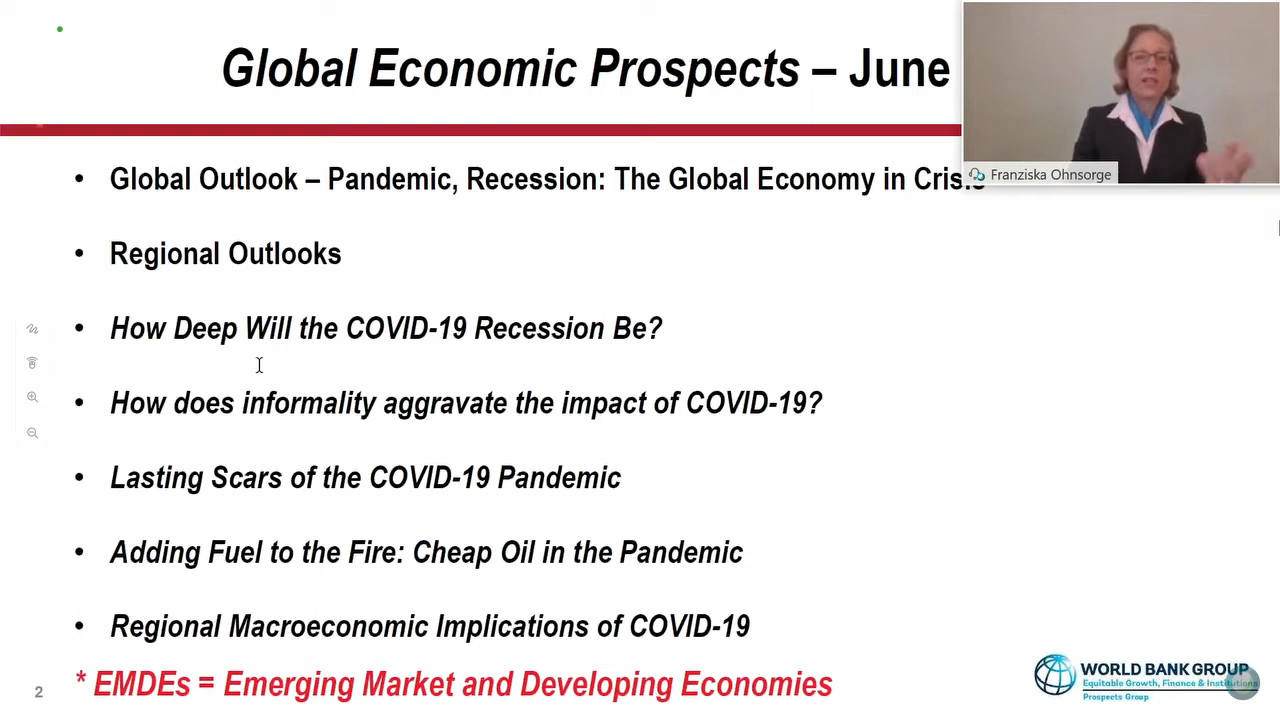 Global Economic Prospects – June
Franziska Ohnsorge
• Global Outlook – Pandemic, Recession: The Global Economy in Crisis
• Regional Outlooks
• How Deep Will the COVID-19 Recession Be?
• How does informality aggravate the impact of COVID-19?
• Lasting Scars of the COVID-19 Pandemic
• Adding Fuel to the Fire: Cheap Oil in the Pandemic
• Regional Macroeconomic Implications of COVID-19
* EMDEs = Emerging Market and Developing Economies
2
WORLD BANK GROUP
Equitable Growth, Finance & Institutions
Prospects Group